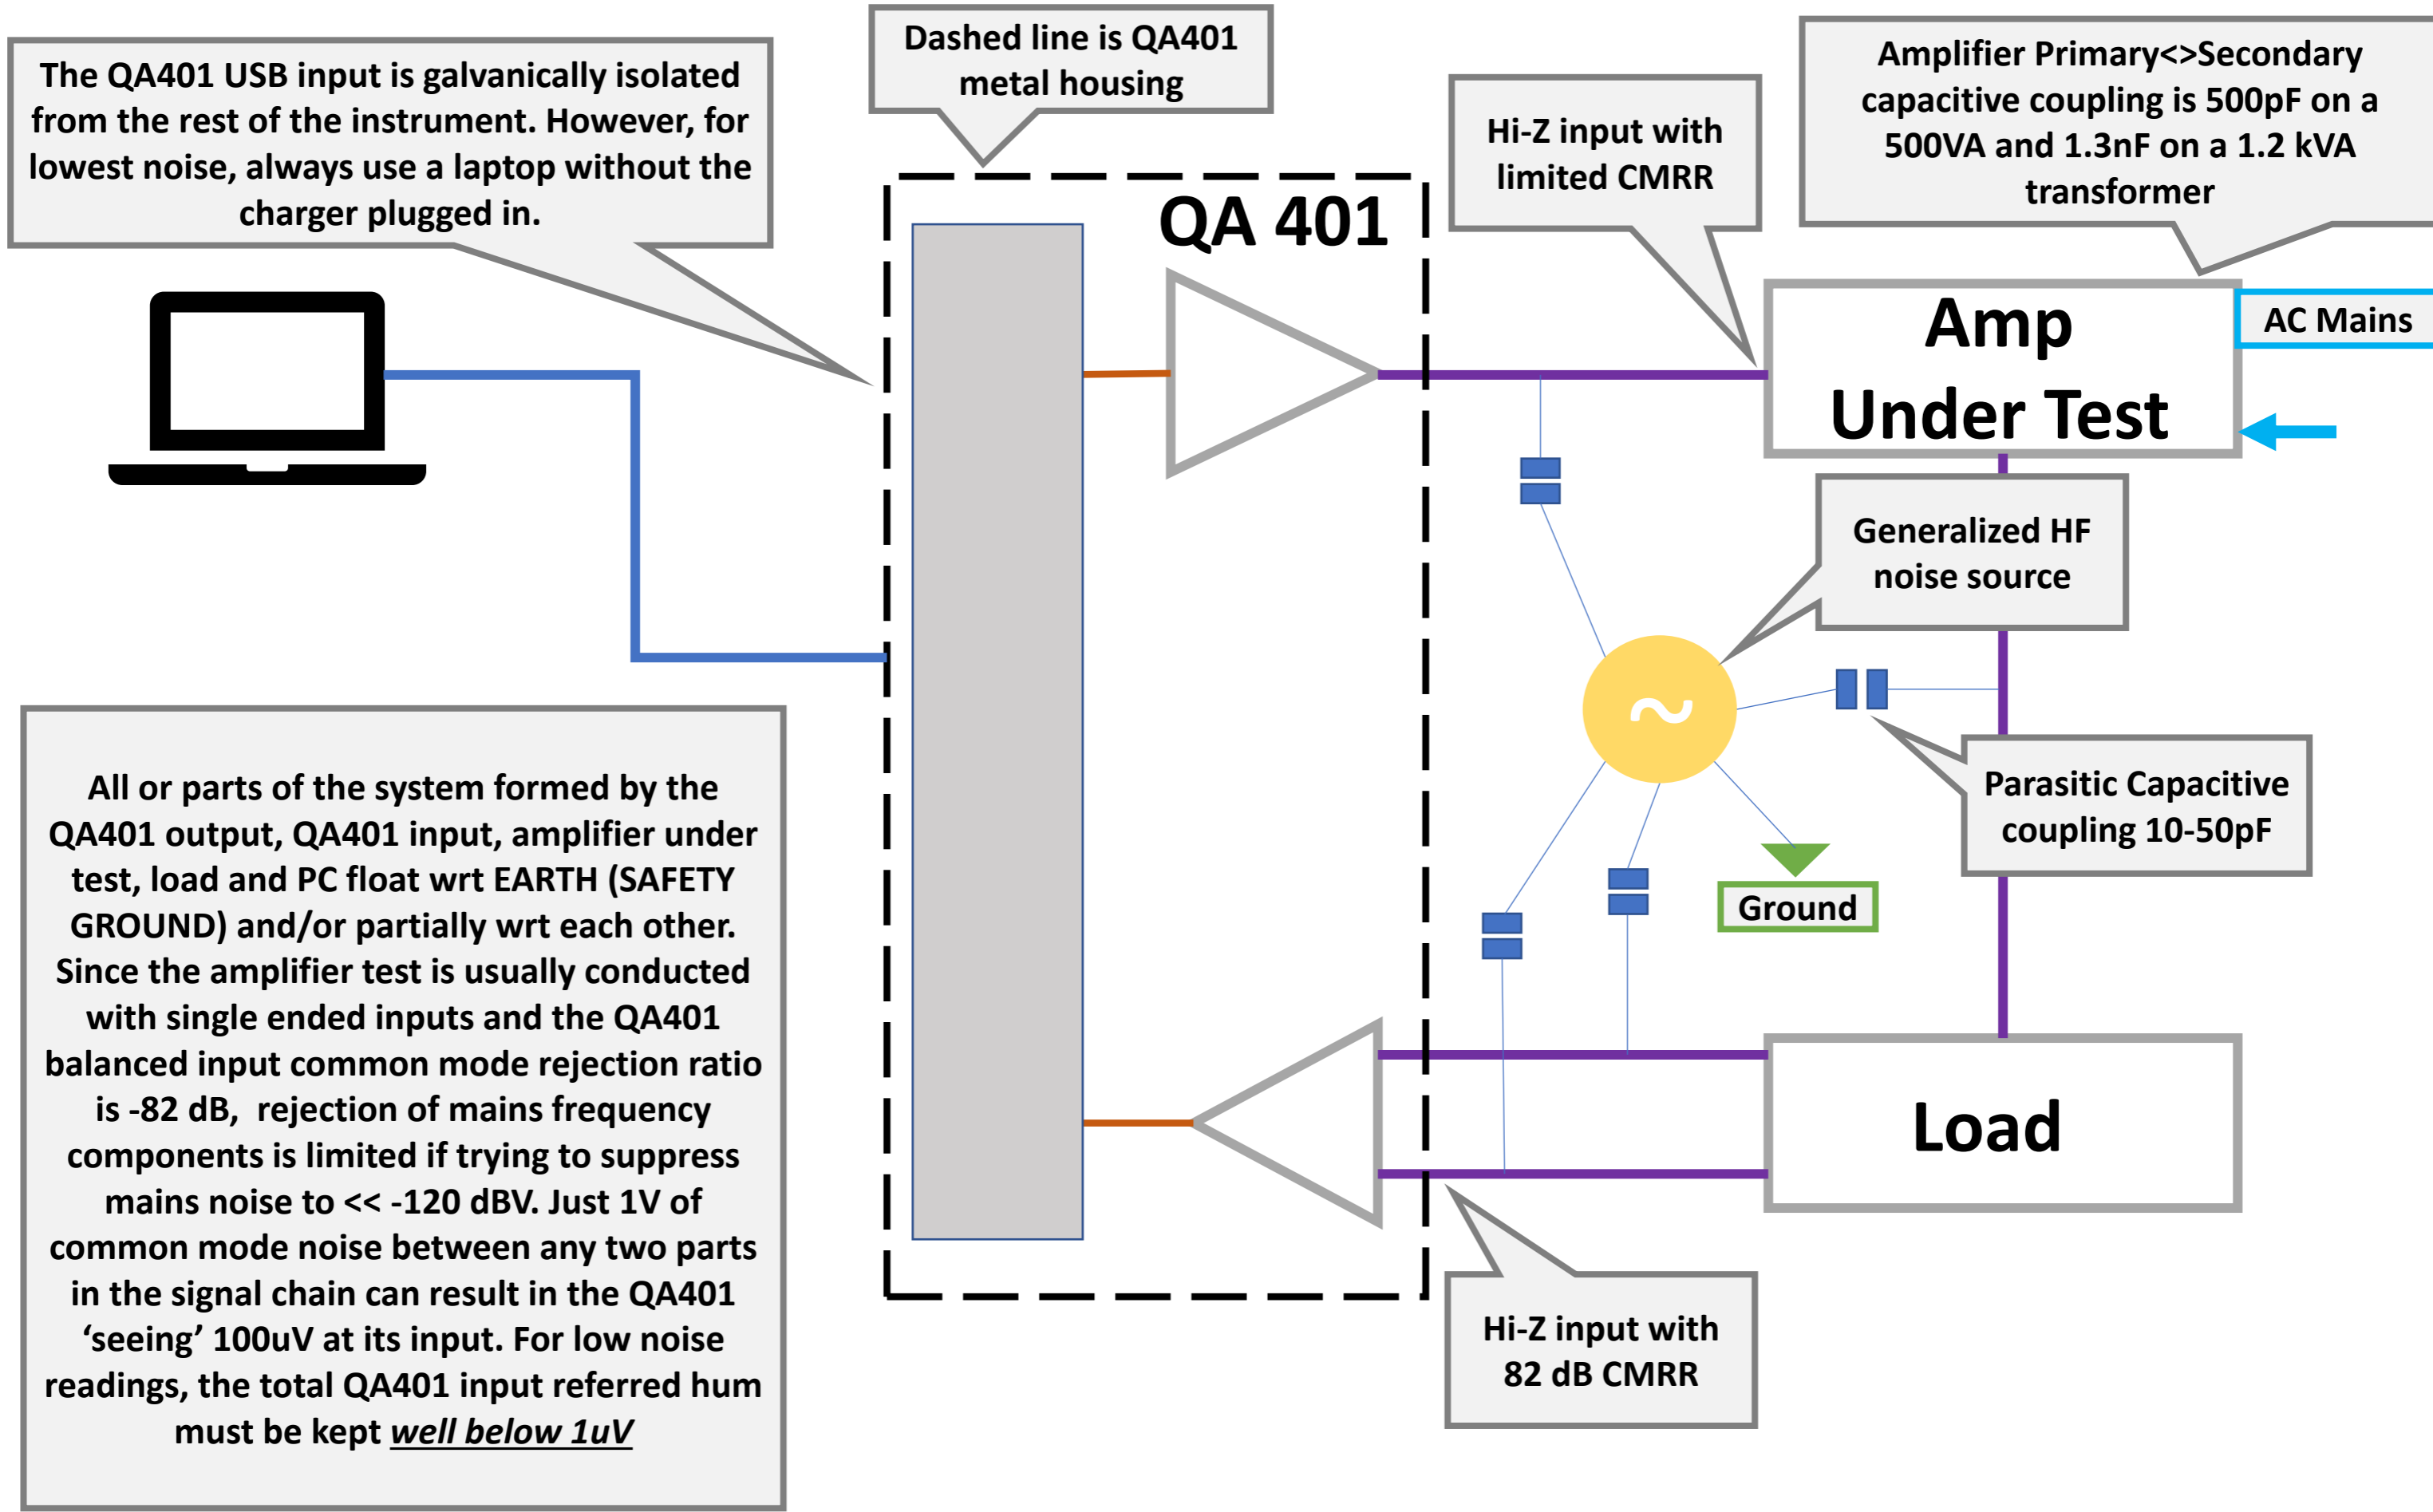 The QA401 USB input is galvanically isolated
from the rest of the instrument. However, for
lowest noise, always use a laptop without the
charger plugged in.
Dashed line is QA401
metal housing
Hi-Z input with
limited CMRR
Amplifier Primary<>Secondary
capacitive coupling is 500pF on a
500VA and 1.3nF on a 1.2 kVA
transformer
QA 401
Amp
Under Test
AC Mains
Generalized HF
noise source
~
Parasitic Capacitive
coupling 10-50pF
Ground
All or parts of the system formed by the
QA401 output, QA401 input, amplifier under
test, load and PC float wrt EARTH (SAFETY
GROUND) and/or partially wrt each other.
Since the amplifier test is usually conducted
with single ended inputs and the QA401
balanced input common mode rejection ratio
is -82 dB, rejection of mains frequency
components is limited if trying to suppress
mains noise to << -120 dBV. Just 1V of
common mode noise between any two parts
in the signal chain can result in the QA401
‘seeing’ 100uV at its input. For low noise
readings, the total QA401 input referred hum
must be kept well below 1uV
Load
Hi-Z input with
82 dB CMRR